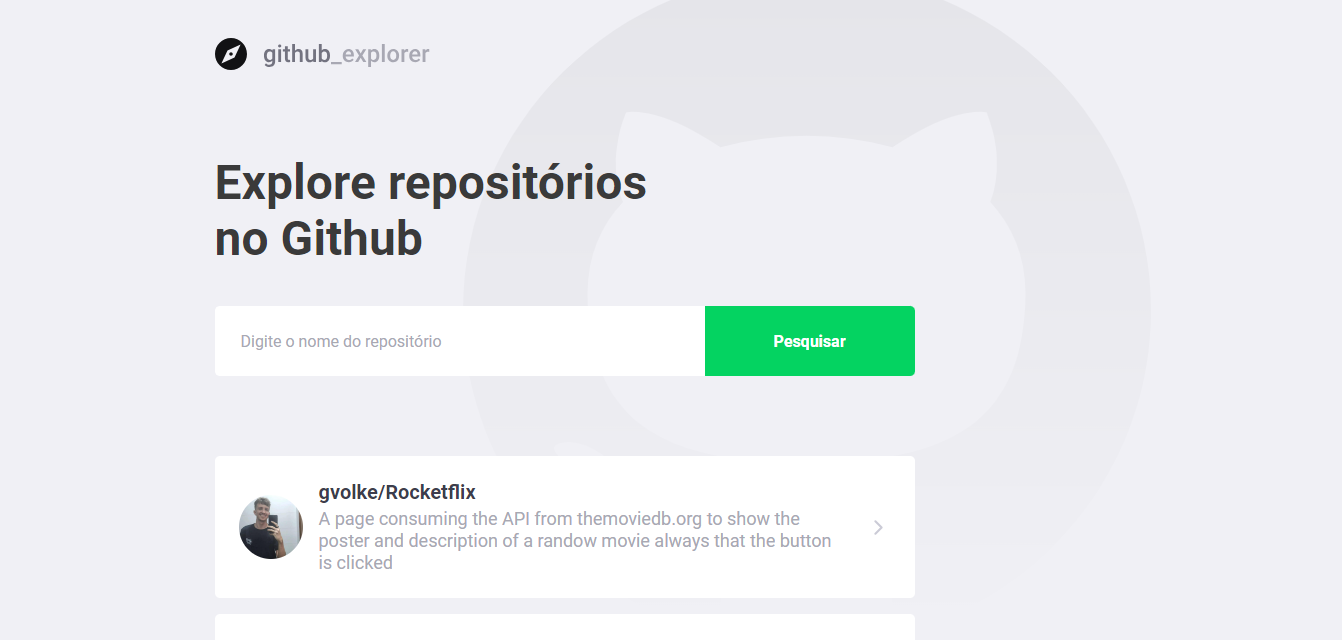 github_explorer
Explore repositórios
no Github
Digite o nome do repositório
Pesquisar
gvolke/Rocketflix
A page consuming the API from themoviedb.org to show the
poster and description of a randow movie always that the button
is clicked